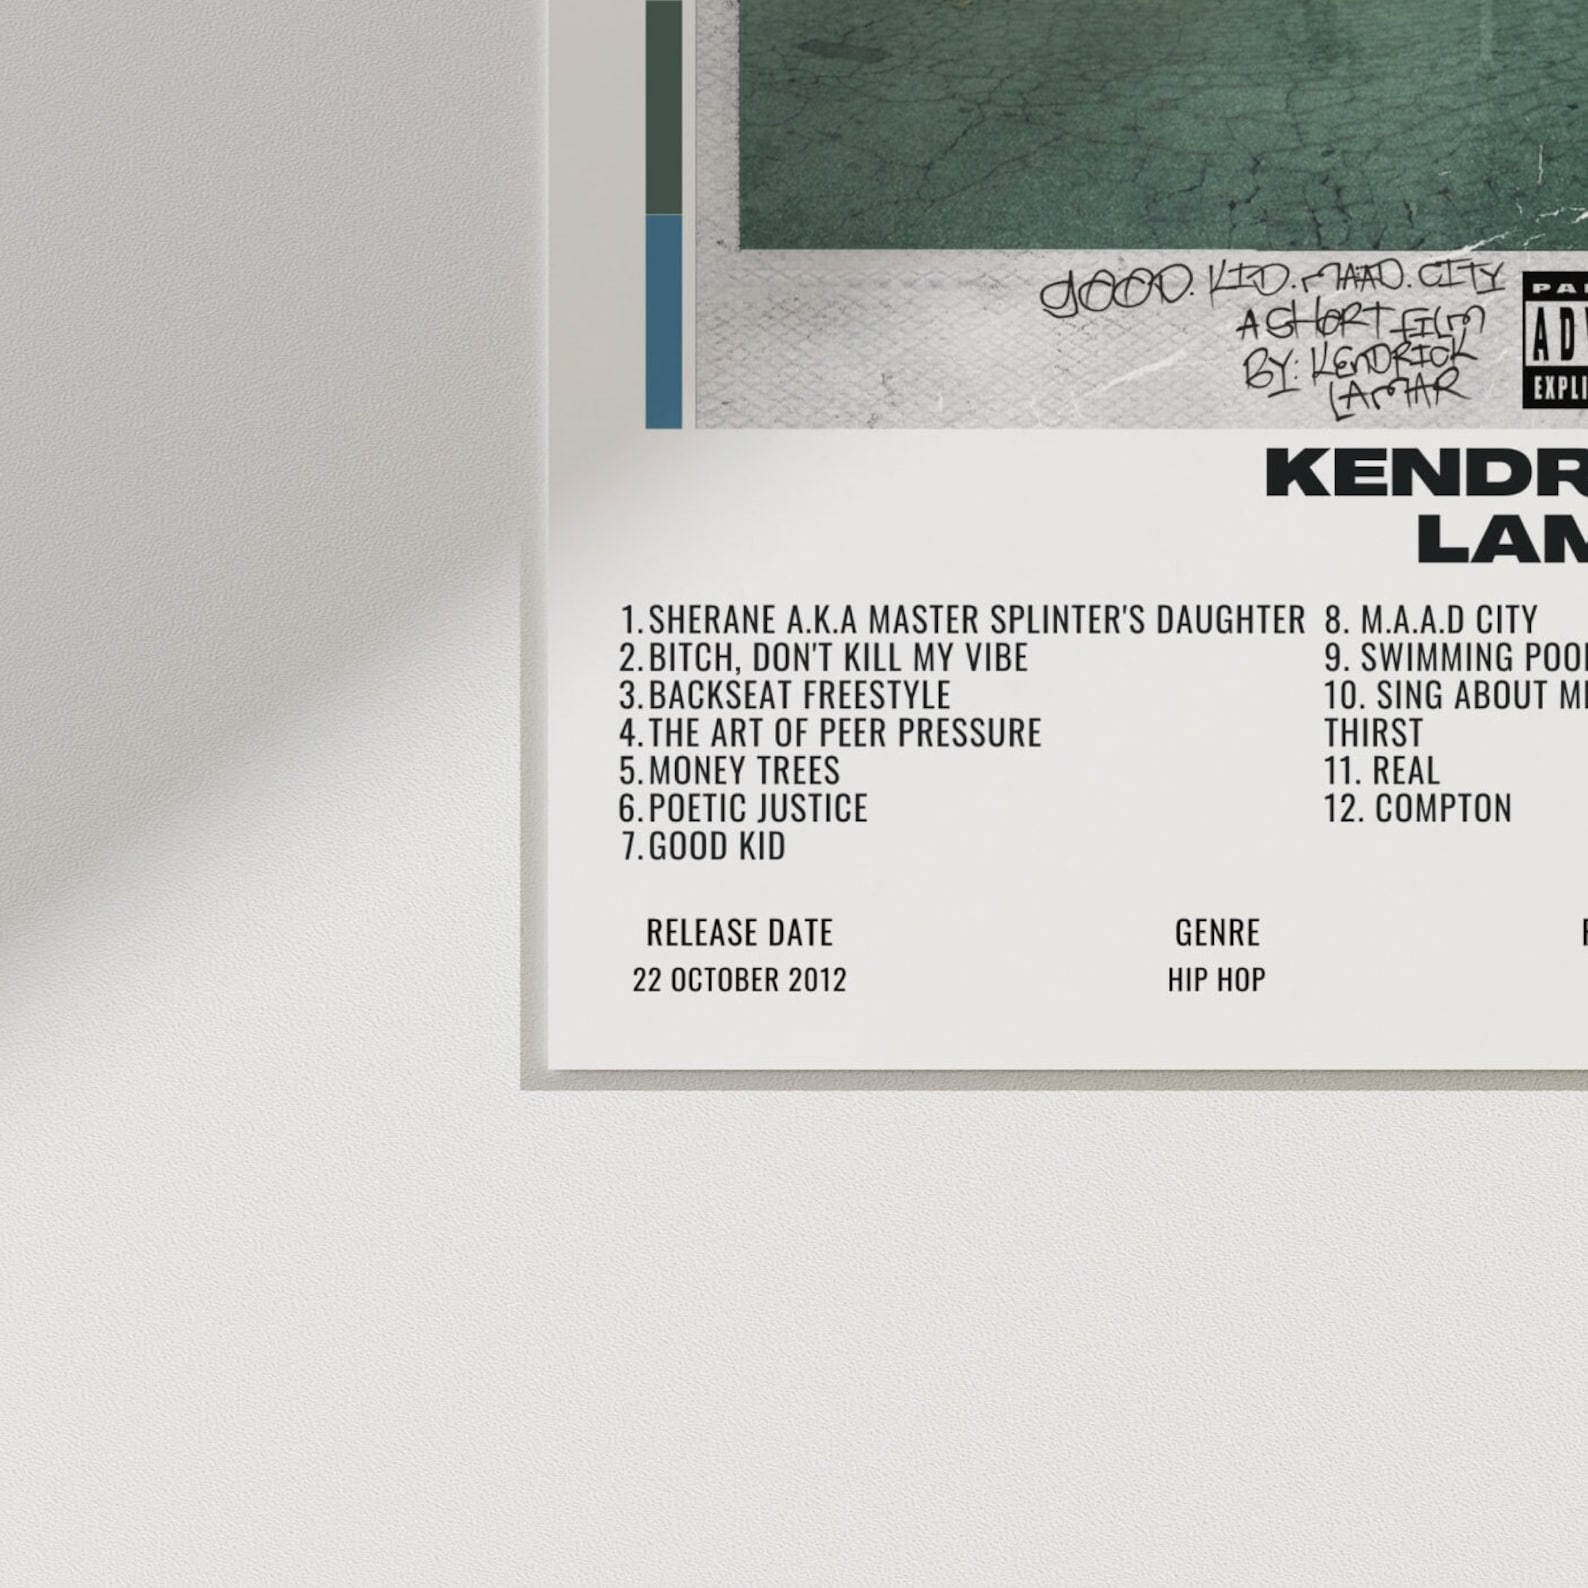 GOOD. KID. MAAD. CITY
A SHORT FILM
BY: KENDRICK
LAMAR
ADV
KENDR
LAM
1. SHERANE A.K.A MASTER SPLINTER'S DAUGHTER
2. BITCH, DON'T KILL MY VIBE
3. BACKSEAT FREESTYLE
4. THE ART OF PEER PRESSURE
5. MONEY TREES
6. POETIC JUSTICE
7. GOOD KID
8. M.A.A.D CITY
9. SWIMMING POO
10. SING ABOUT M
THIRST
11. REAL
12. COMPTON
RELEASE DATE
22 OCTOBER 2012
GENRE
HIP HOP